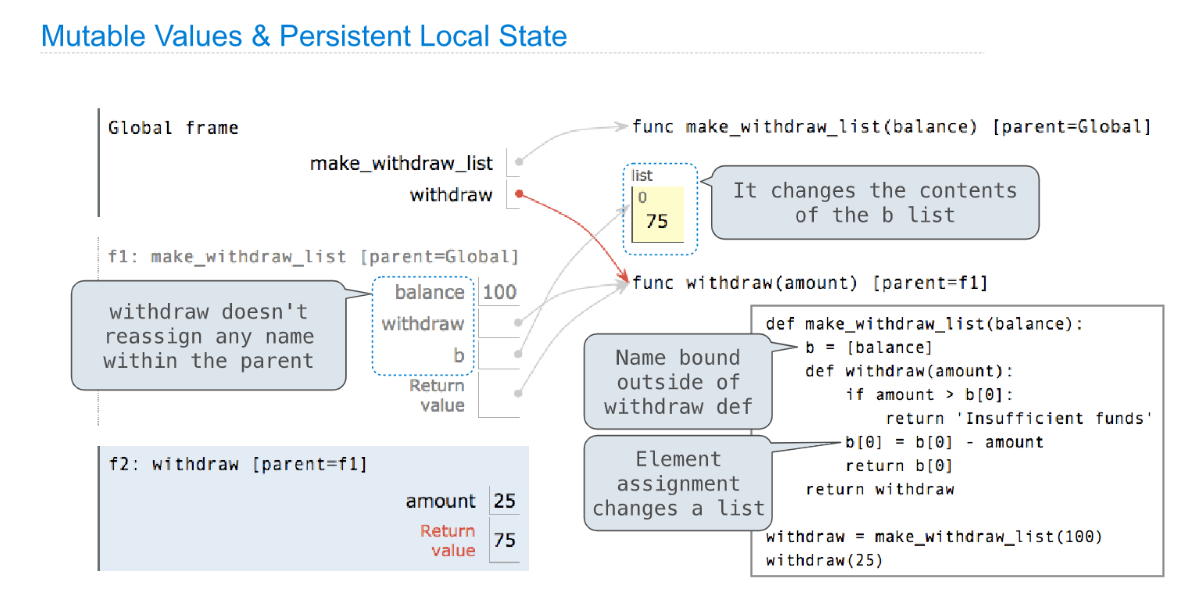 Mutable Values & Persistent Local State
Global frame
make_withdraw_list
withdraw
func make_withdraw_list(balance) [parent=Global]
list
0
75
It changes the contents
of the b list
f1: make_withdraw_list [parent=Global]
withdraw doesn't
reassign any name
within the parent
balance 100
withdraw
b
Return
value
func withdraw(amount) [parent=f1]
Name bound
outside of
withdraw def
Element
assignment
changes a list
def make_withdraw_list(balance):
    b = [balance]
    def withdraw(amount):
        if amount > b[0]:
            return 'Insufficient funds'
        b[0] = b[0] - amount
        return b[0]
    return withdraw
withdraw = make_withdraw_list(100)
withdraw(25)
f2: withdraw [parent=f1]
amount 25
Return
value 75